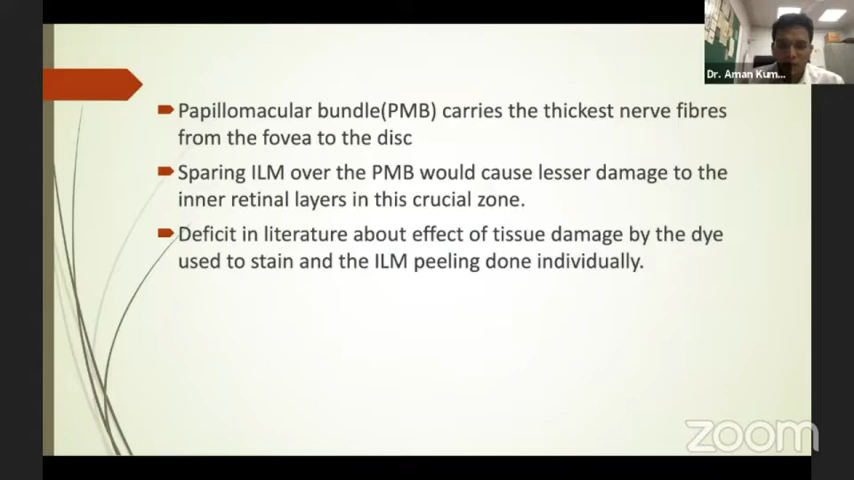 Dr. Aman Kum...
Papillomacular bundle(PMB) carries the thickest nerve fibres
from the fovea to the disc
Sparing ILM over the PMB would cause lesser damage to the
inner retinal layers in this crucial zone.
Deficit in literature about effect of tissue damage by the dye
used to stain and the ILM peeling done individually.
zoom